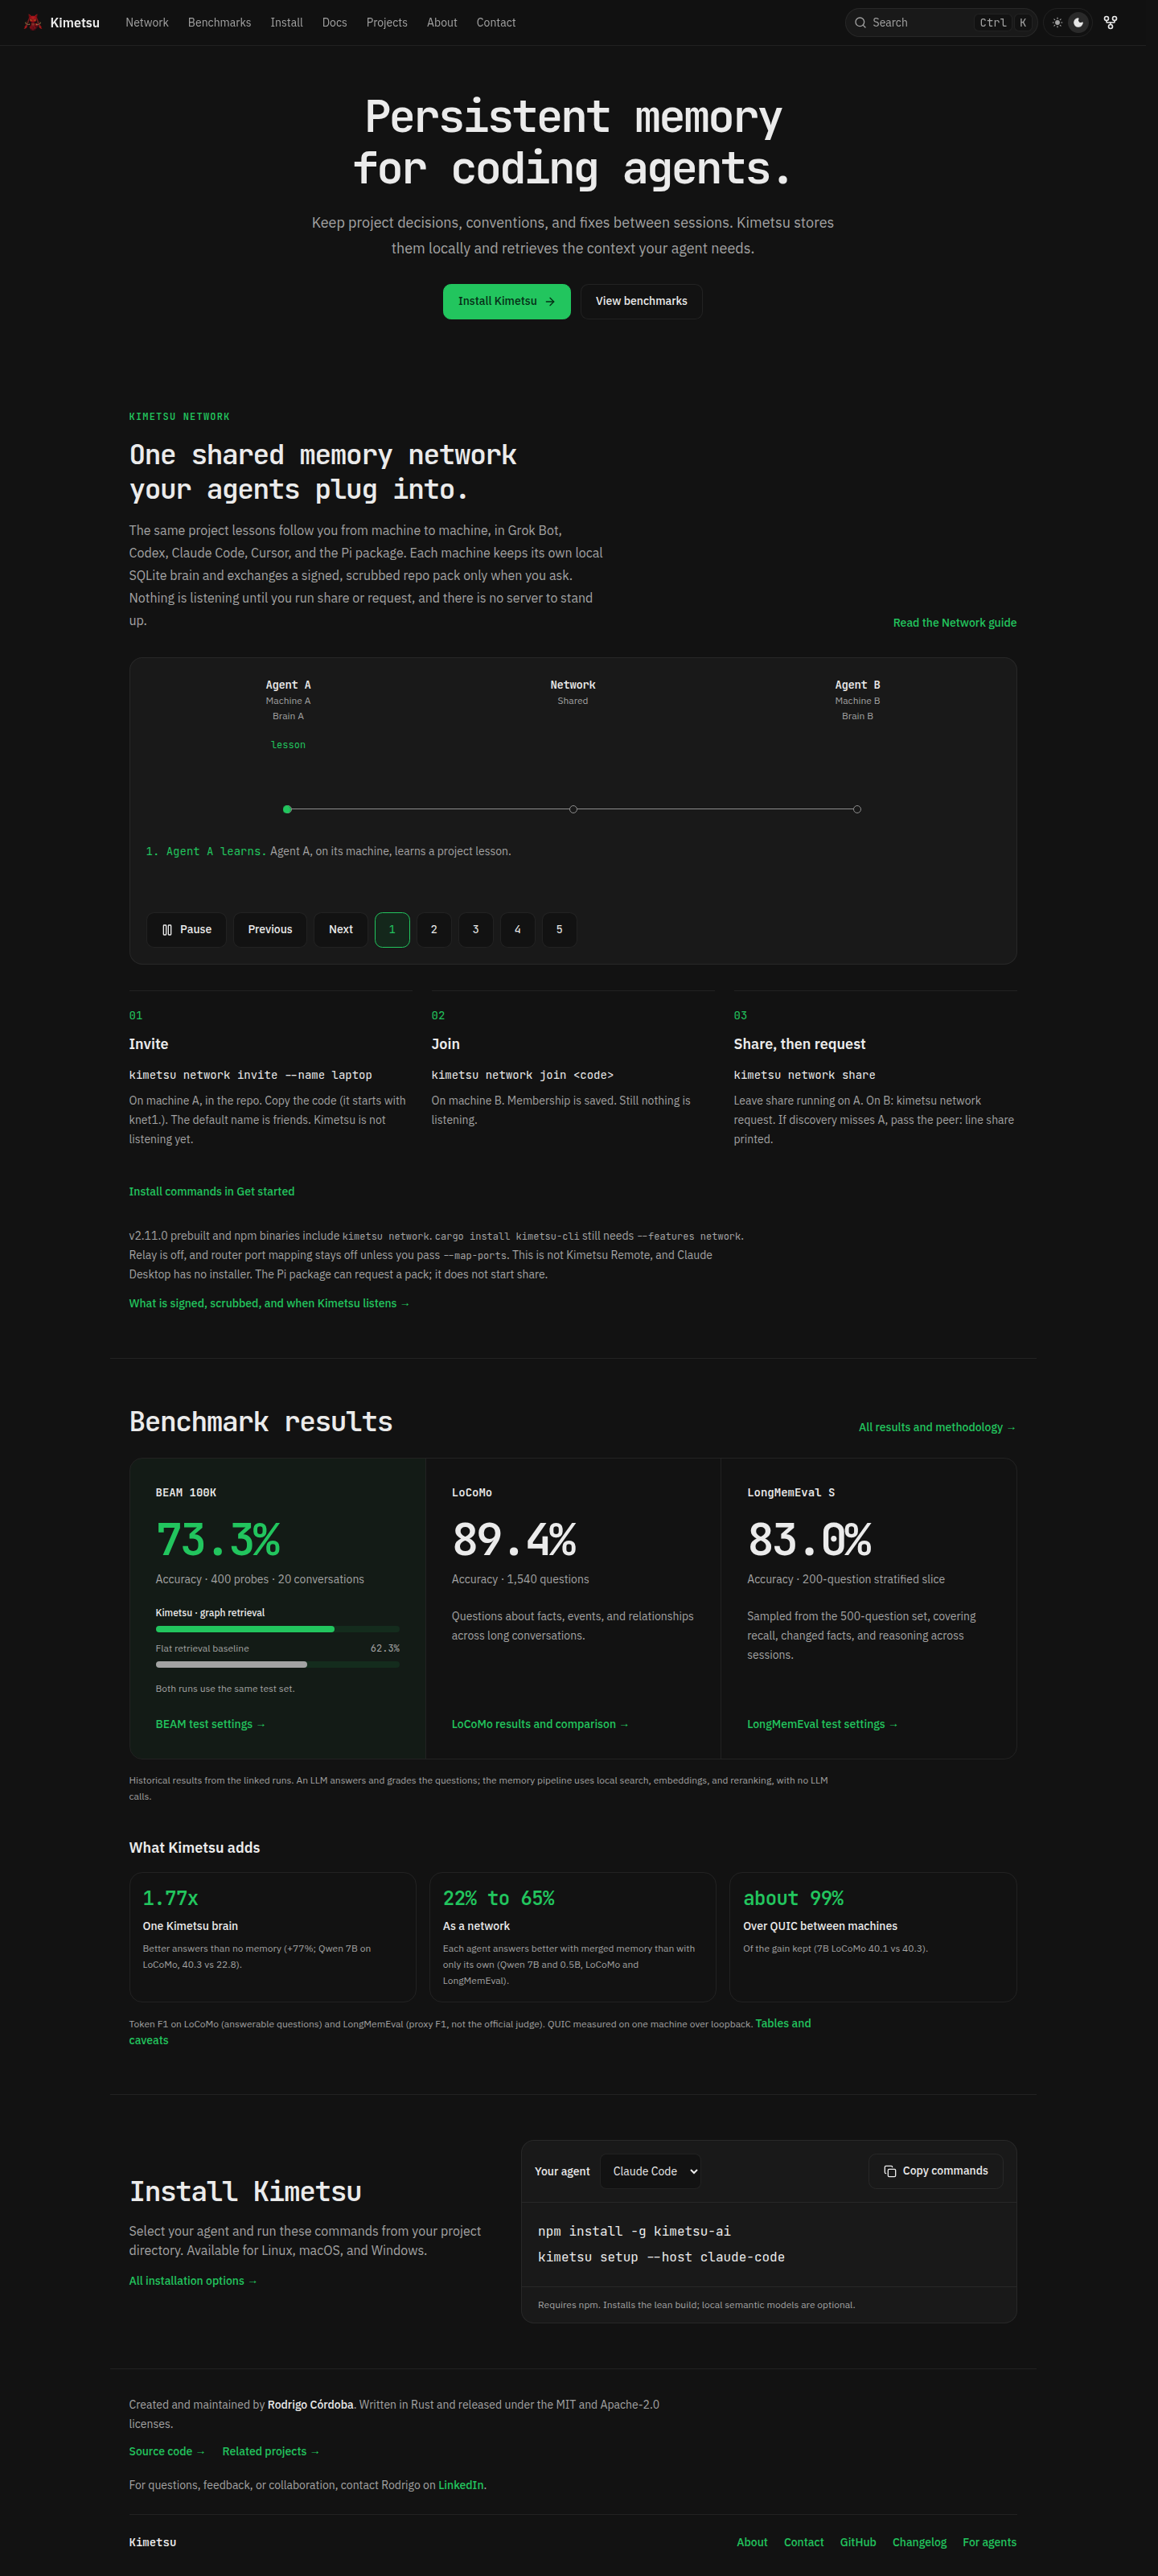 Kimetsu
Network
Benchmarks
Install
Docs
Projects
About
Contact
Search
Ctrl K
Persistent memory
for coding agents.
Keep project decisions, conventions, and fixes between sessions. Kimetsu stores
them locally and retrieves the context your agent needs.
Install Kimetsu →
View benchmarks
KIMETSU NETWORK
One shared memory network
your agents plug into.
The same project lessons follow you from machine to machine, in Grok Bot,
Codex, Claude Code, Cursor, and the Pi package. Each machine keeps its own local
SQLite brain and exchanges a signed, scrubbed repo pack only when you ask.
Nothing is listening until you run share or request, and there is no server to stand
up.
Read the Network guide
Agent A
Machine A
Brain A
Network
Shared
Agent B
Machine B
Brain B
lesson
1. Agent A learns. Agent A, on its machine, learns a project lesson.
Pause
Previous
Next
1
2
3
4
5
01
Invite
kimetsu network invite --name laptop
On machine A, in the repo. Copy the code (it starts with
knet1.). The default name is friends. Kimetsu is not
listening yet.
02
Join
kimetsu network join <code>
On machine B. Membership is saved. Still nothing is
listening.
03
Share, then request
kimetsu network share
Leave share running on A. On B: kimetsu network
request. If discovery misses A, pass the peer: line share
printed.
Install commands in Get started
v2.11.0 prebuilt and npm binaries include kimetsu network. cargo install kimetsu-cli still needs --features network.
Relay is off, and router port mapping stays off unless you pass --map-ports. This is not Kimetsu Remote, and Claude
Desktop has no installer. The Pi package can request a pack; it does not start share.
What is signed, scrubbed, and when Kimetsu listens →
Benchmark results
All results and methodology →
BEAM 100K
73.3%
Accuracy · 400 probes · 20 conversations
Kimetsu · graph retrieval
Flat retrieval baseline 62.3%
Both runs use the same test set.
BEAM test settings →
LoCoMo
89.4%
Accuracy · 1,540 questions
Questions about facts, events, and relationships
across long conversations.
LoCoMo results and comparison →
LongMemEval S
83.0%
Accuracy · 200-question stratified slice
Sampled from the 500-question set, covering
recall, changed facts, and reasoning across
sessions.
LongMemEval test settings →
Historical results from the linked runs. An LLM answers and grades the questions; the memory pipeline uses local search, embeddings, and reranking, with no LLM
calls.
What Kimetsu adds
1.77x
One Kimetsu brain
Better answers than no memory (+77%; Qwen 7B on
LoCoMo, 40.3 vs 22.8).
22% to 65%
As a network
Each agent answers better with merged memory than with
only its own (Qwen 7B and 0.5B, LoCoMo and
LongMemEval).
about 99%
Over QUIC between machines
Of the gain kept (7B LoCoMo 40.1 vs 40.3).
Token F1 on LoCoMo (answerable questions) and LongMemEval (proxy F1, not the official judge). QUIC measured on one machine over loopback. Tables and
caveats
Install Kimetsu
Select your agent and run these commands from your project
directory. Available for Linux, macOS, and Windows.
All installation options →
Your agent
Claude Code
Copy commands
npm install -g kimetsu-ai
kimetsu setup --host claude-code
Requires npm. Installs the lean build; local semantic models are optional.
Created and maintained by Rodrigo Córdoba. Written in Rust and released under the MIT and Apache-2.0
licenses.
Source code →
Related projects →
For questions, feedback, or collaboration, contact Rodrigo on LinkedIn.
Kimetsu
About
Contact
GitHub
Changelog
For agents